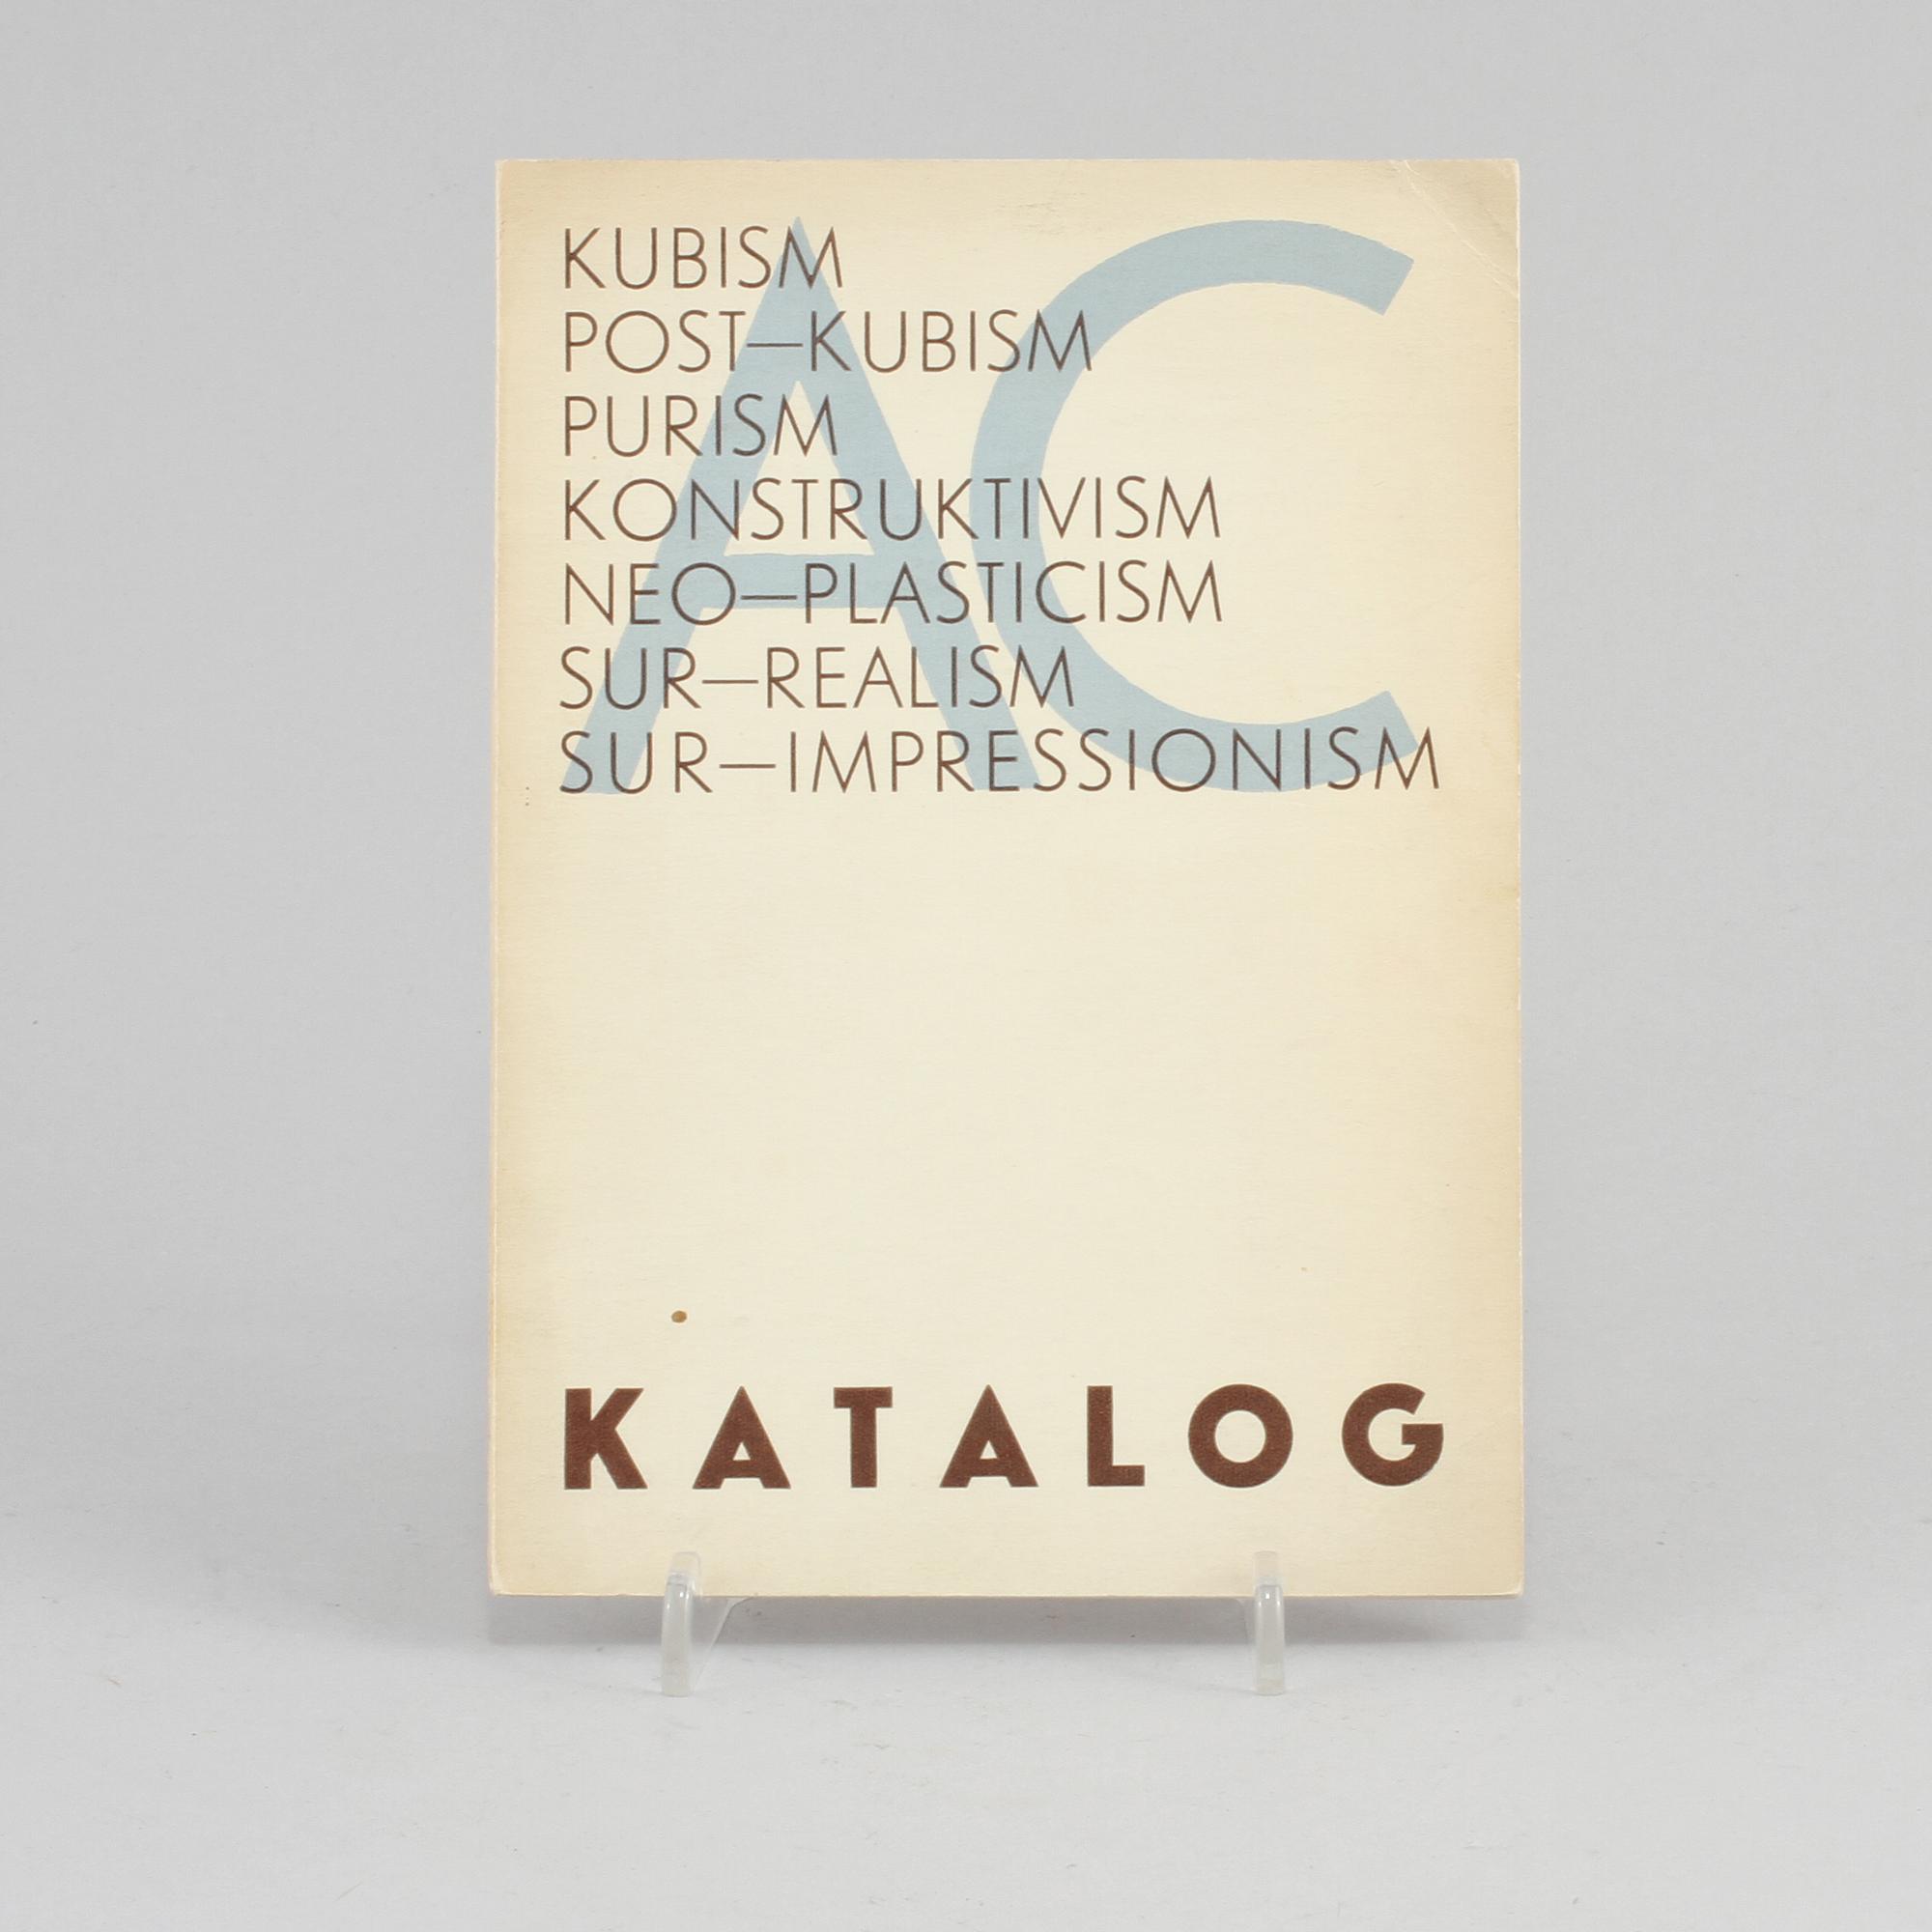 AC
KUBISM
POST—KUBISM
PURISM
KONSTRUKTIVISM
NEO—PLASTICISM
SUR—REALISM
SUR—IMPRESSIONISM
KATALOG